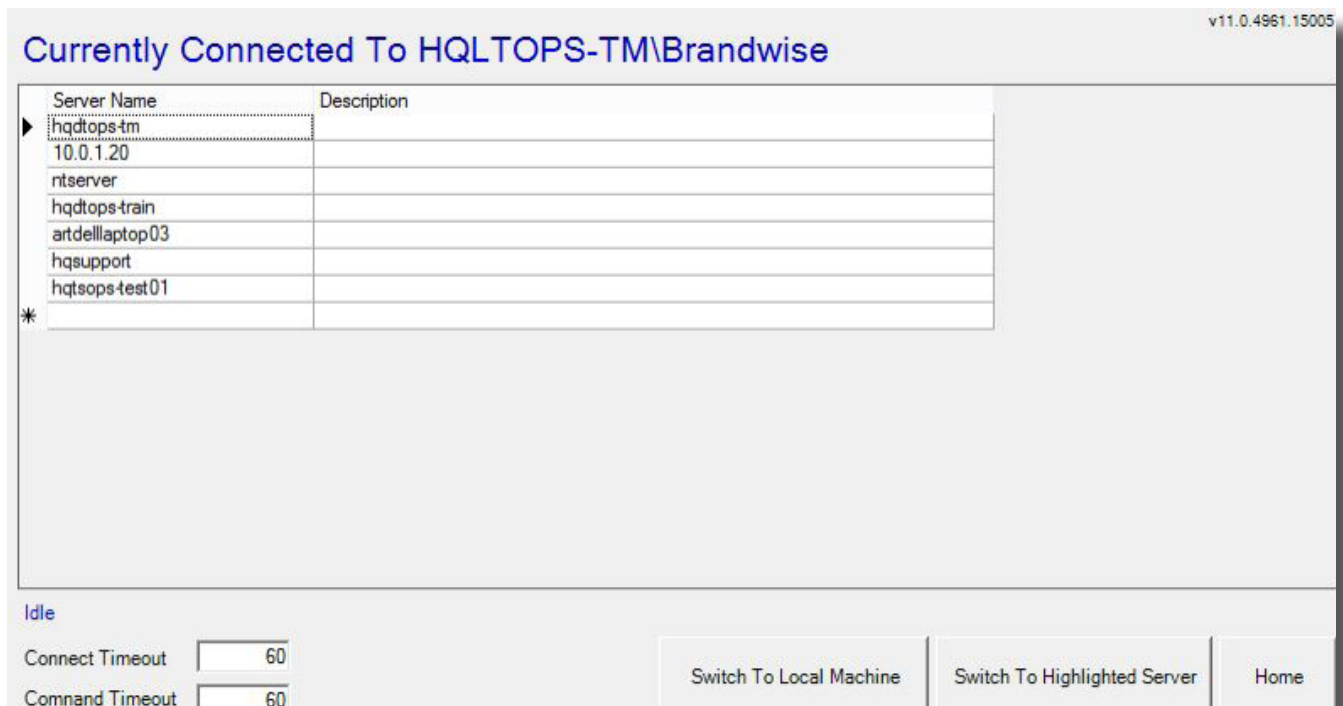 v11.0.4961.15005
Currently Connected To HQLTOPS-TM\Brandwise
Server Name Description
hqdtops-tm
10.0.1.20
ntserver
hqdtops-train
artdelllaptop03
hqsupport
hqtsops-test01
Idle
Connect Timeout 60
Switch To Local Machine Switch To Highlighted Server Home
Comnand Timeout 60